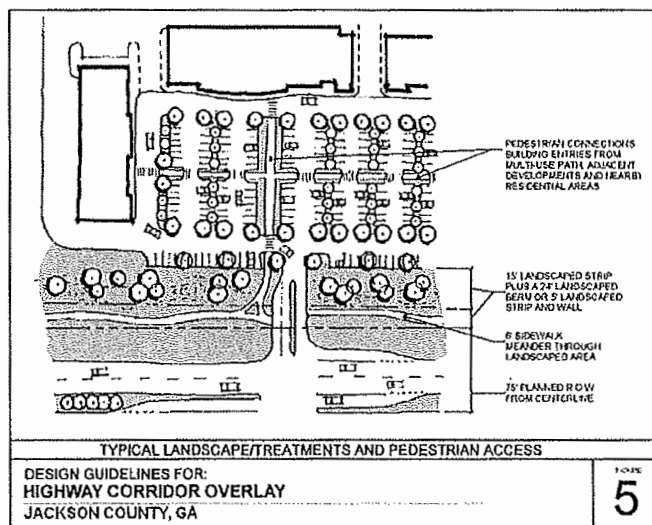 PEDESTRIAN CONNECTIONS
BUILDING ENTRIES FROM
MULTI-USE PATH, ADJACENT
DEVELOPMENTS AND NEARBY
RESIDENTIAL AREAS
15' LANDSCAPED STRIP
PLUS A 24' LANDSCAPED
BERM OR 5' LANDSCAPED
STRIP AND WALL
6' SIDEWALK
MEANDER THROUGH
LANDSCAPED AREA
75' PLANNED ROW
FROM CENTERLINE
TYPICAL LANDSCAPE/TREATMENTS AND PEDESTRIAN ACCESS
DESIGN GUIDELINES FOR:
HIGHWAY CORRIDOR OVERLAY
JACKSON COUNTY, GA
FIGURE
5